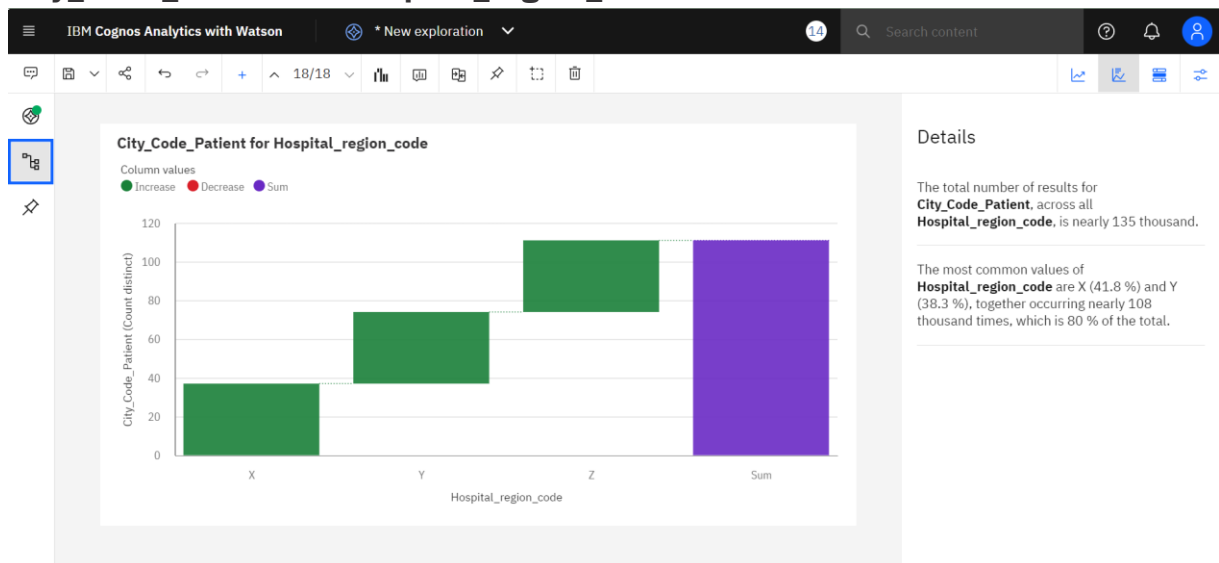 IBM Cognos Analytics with Watson
* New exploration
14
Search content
18/18
City_Code_Patient for Hospital_region_code
Column values
Increase Decrease Sum
120
100
80
60
40
20
0
City_Code_Patient (Count distinct)
X Y Z Sum
Hospital_region_code
Details
The total number of results for
City_Code_Patient, across all
Hospital_region_code, is nearly 135 thousand.
The most common values of
Hospital_region_code are X (41.8 %) and Y
(38.3 %), together occurring nearly 108
thousand times, which is 80 % of the total.